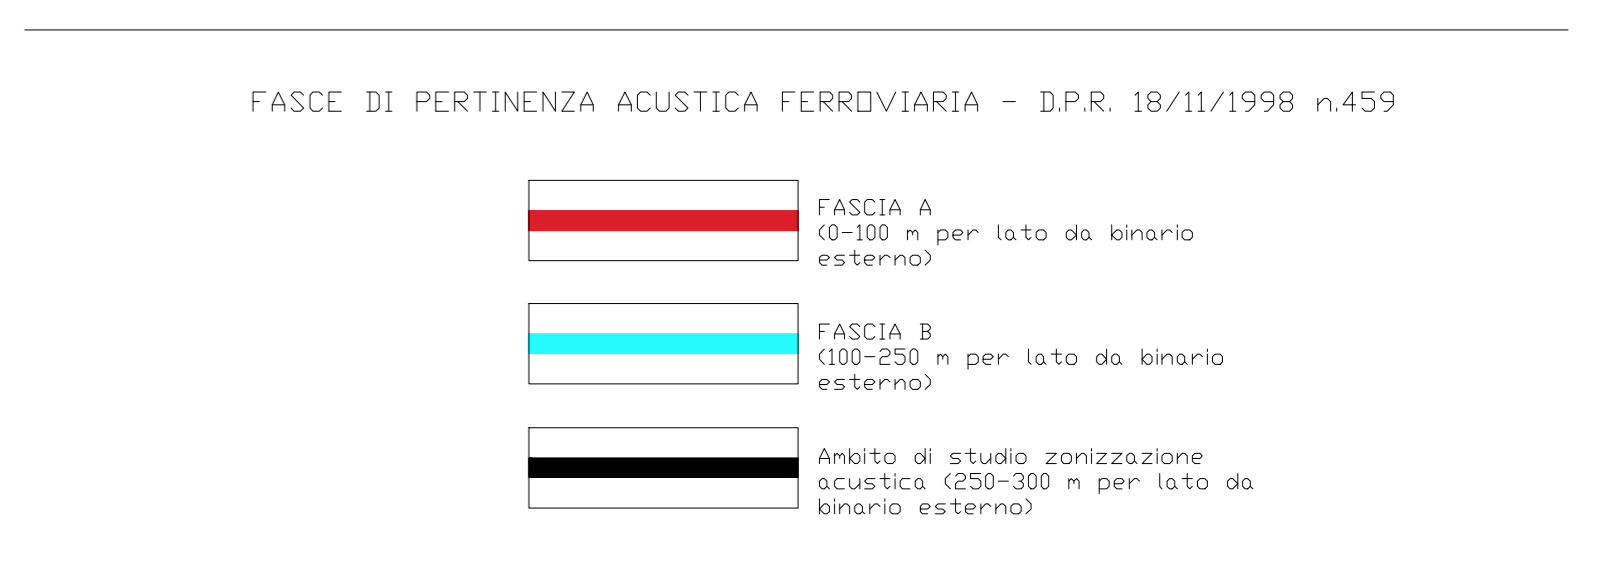 FASCE DI PERTINENZA ACUSTICA FERROVIARIA - D.P.R. 18/11/1998 n.459
FASCIA A
(0-100 m per lato da binario
esterno)
FASCIA B
(100-250 m per lato da binario
esterno)
Ambito di studio zonizzazione
acustica (250-300 m per lato da
binario esterno)